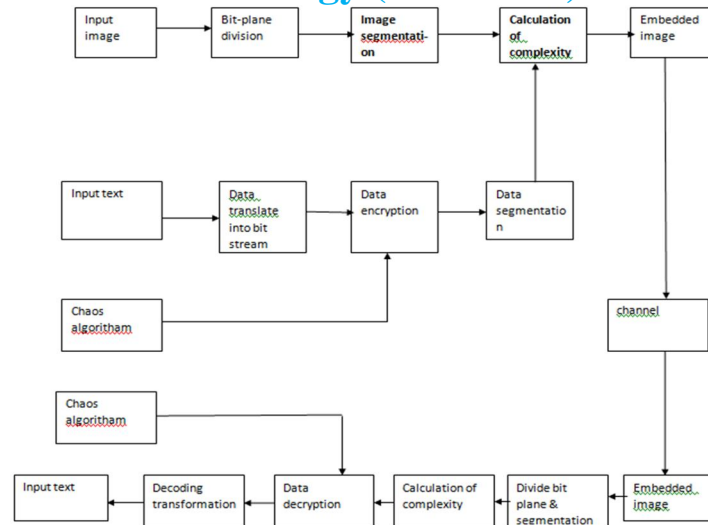 Input
image
Bit-plane
division
Image
segmentati-
on
Calculation
of
complexity
Embedded
image
Input text
Data
translate
into bit
stream
Data
encryption
Data
segmentatio
n
Chaos
algoritham
channel
Chaos
algoritham
Input text
Decoding
transformation
Data
decryption
Calculation of
complexity
Divide bit
plane &
segmentation
Embedded
image